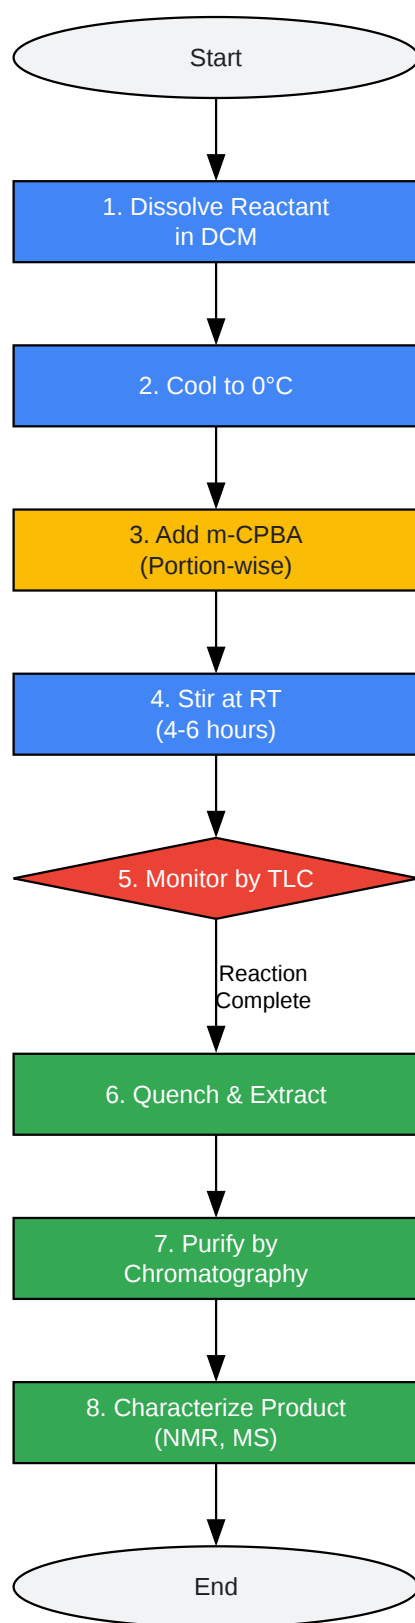 Start
1. Dissolve Reactant
in DCM
2. Cool to 0°C
3. Add m-CPBA
(Portion-wise)
4. Stir at RT
(4-6 hours)
5. Monitor by TLC
Reaction
Complete
6. Quench & Extract
7. Purify by
Chromatography
8. Characterize Product
(NMR, MS)
End